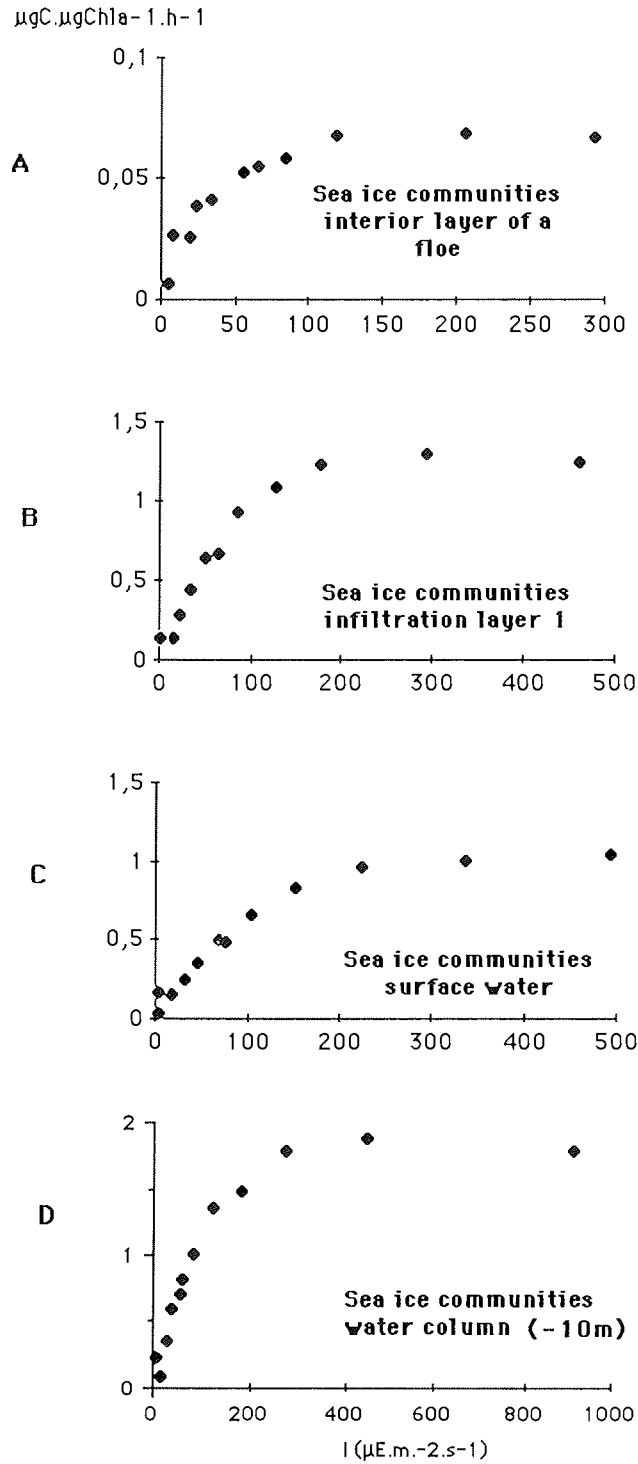 µgC.µgChla-1.h-1
0,1
A
0,05
Sea ice communities
interior layer of a
floe
0
0 50 100 150 200 250 300
1,5
1
B
0,5
Sea ice communities
infiltration layer 1
0
0 100 200 300 400 500
1,5
C
1
0,5
Sea ice communities
surface water
0
0 100 200 300 400 500
2
D
1
Sea ice communities
water column (-10m)
0
0 200 400 600 800 1000
I (µE.m.-2.s-1)